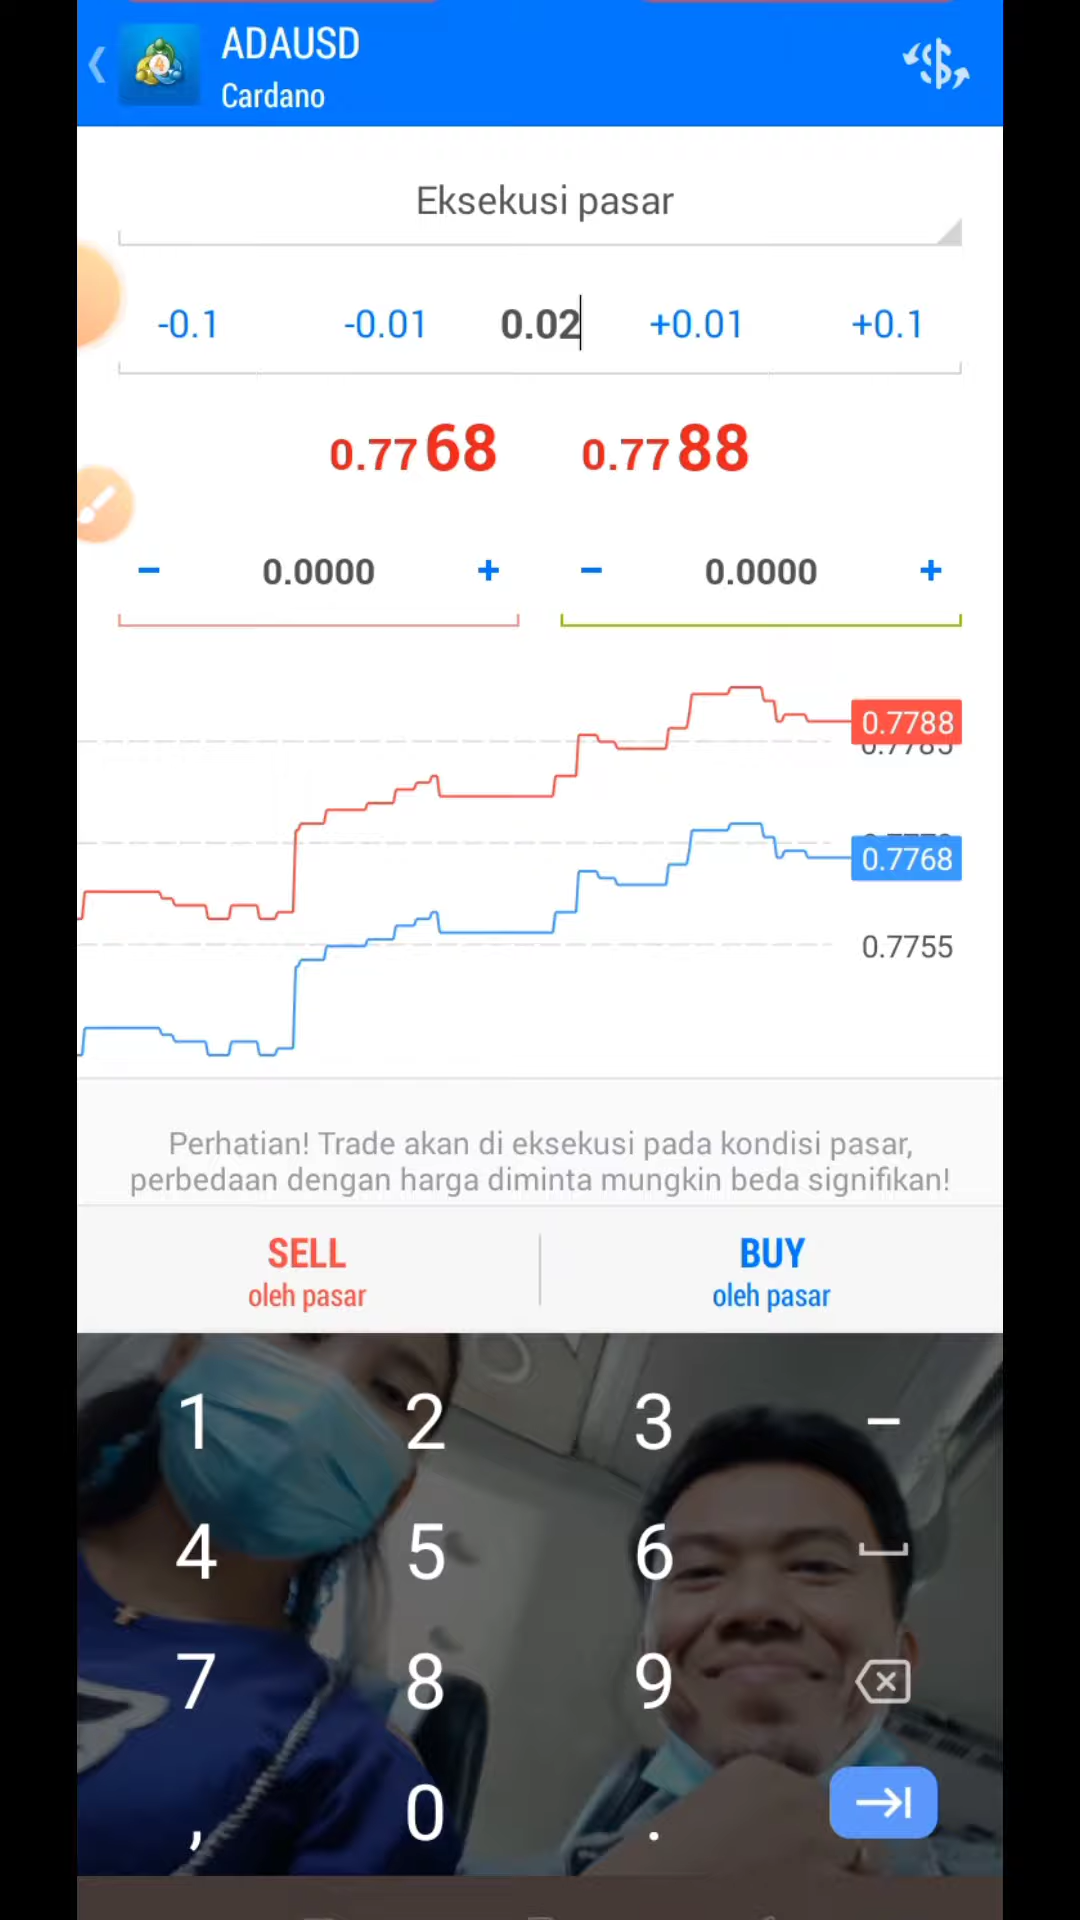 ADAUSD
Cardano
Eksekusi pasar
-0.1 -0.01 0.02 +0.01 +0.1
0.7768 0.7788
− 0.0000 + − 0.0000 +
0.7788
0.7785
0.7768
0.7755
Perhatian! Trade akan di eksekusi pada kondisi pasar,
perbedaan dengan harga diminta mungkin beda signifikan!
SELL BUY
oleh pasar oleh pasar
1 2 3 −
4 5 6
7 8 9
, 0 .